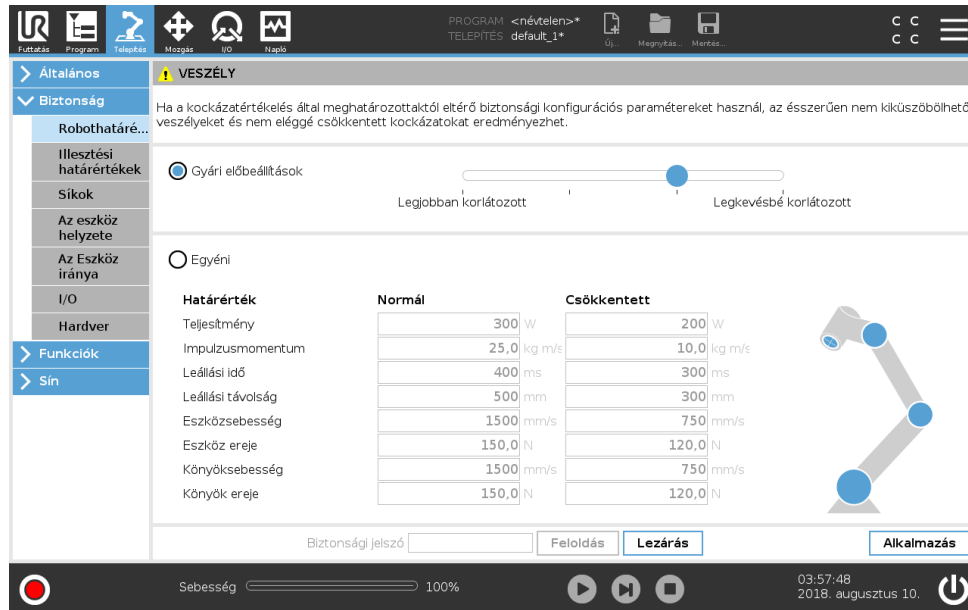 PROGRAM <névtelen>*
TELEPÍTÉS default_1*
Futtatás Program Telepítés Mozgás I/O Napló Új... Megnyitás... Mentés...
C C
C C
Általános
Biztonság
Robothatáré...
Illesztési
határértékek
Síkok
Az eszköz
helyzete
Az Eszköz
iránya
I/O
Hardver
Funkciók
Sín
VESZÉLY
Ha a kockázatértékelés által meghatározottaktól eltérő biztonsági konfigurációs paramétereket használ, az ésszerűen nem kiküszöbölhető
veszélyeket és nem eléggé csökkentett kockázatokat eredményezhet.
Gyári előbeállítások
Legjobban korlátozott Legkevésbé korlátozott
Egyéni
Határérték Normál Csökkentett
Teljesítmény 300 W 200 W
Impulzusmomentum 25,0 kg m/s 10,0 kg m/s
Leállási idő 400 ms 300 ms
Leállási távolság 500 mm 300 mm
Eszközsebesség 1500 mm/s 750 mm/s
Eszköz ereje 150,0 N 120,0 N
Könyöksebesség 1500 mm/s 750 mm/s
Könyök ereje 150,0 N 120,0 N
Biztonsági jelszó Feloldás Lezárás Alkalmazás
Sebesség 100%
03:57:48
2018. augusztus 10.